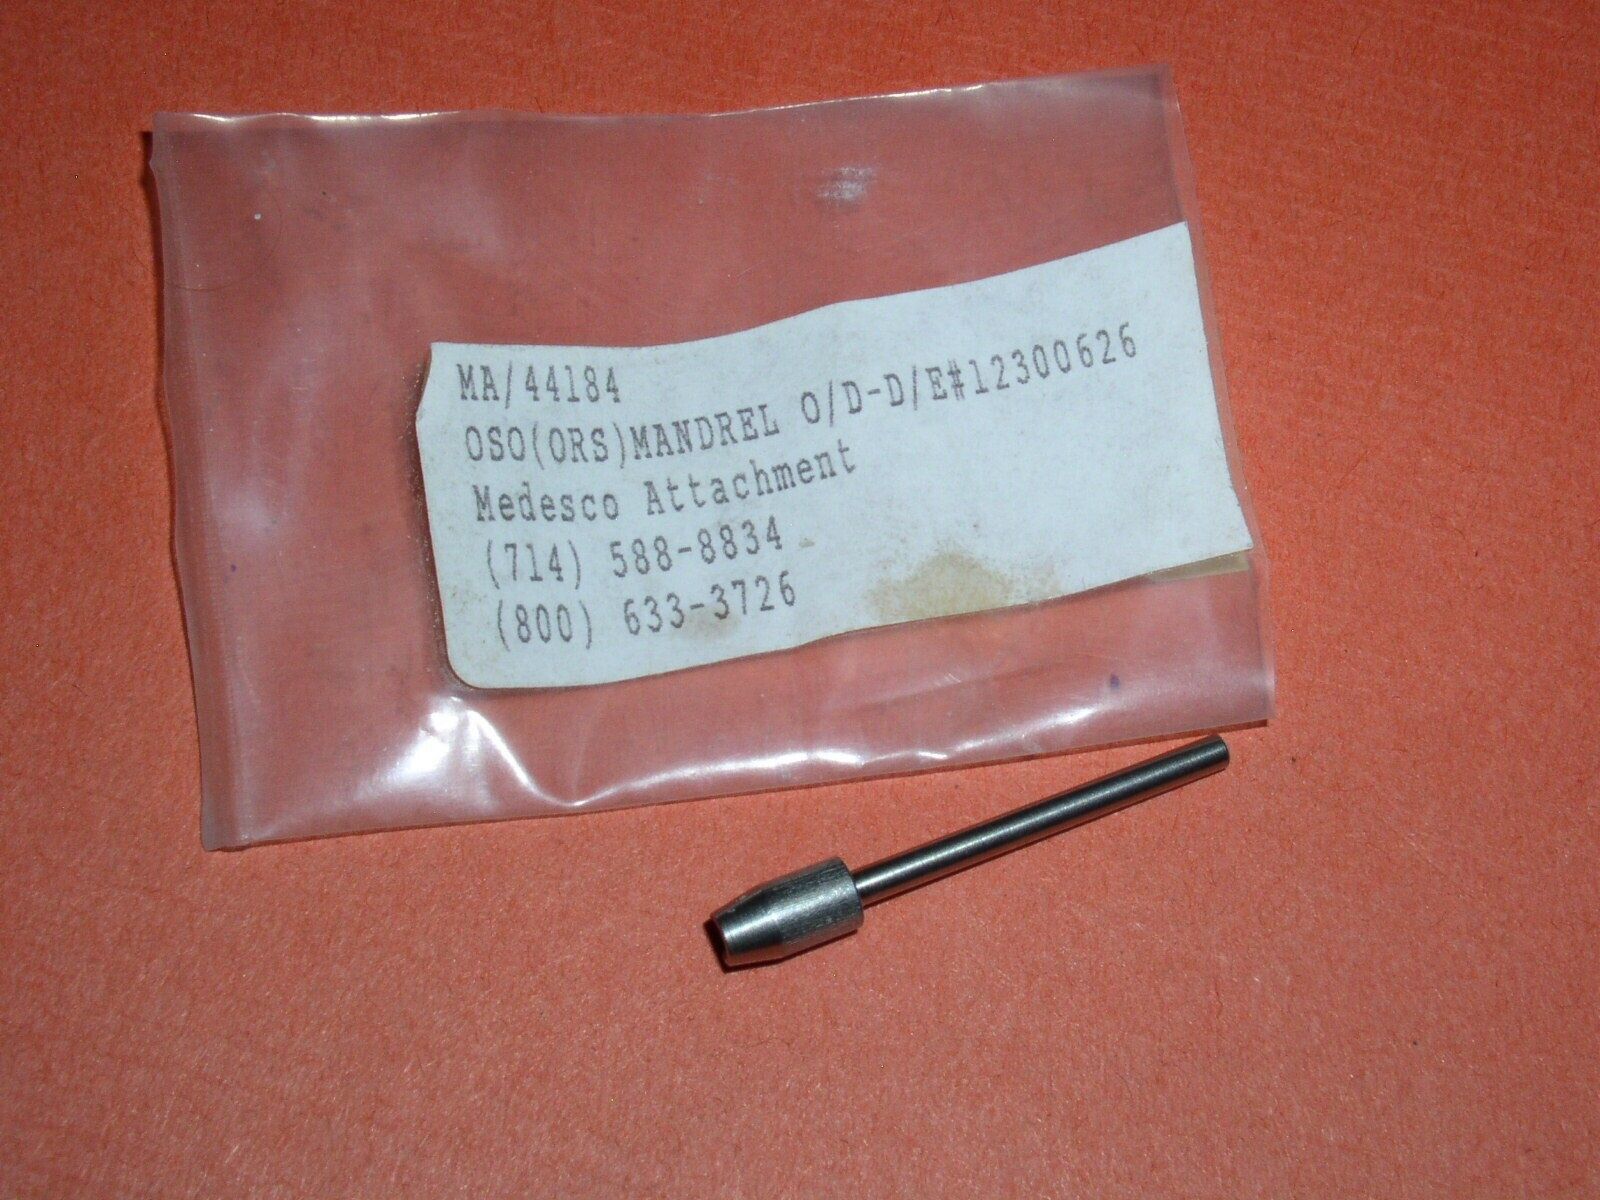 MA/44184
OSO(ORS)MANDREL O/D-D/E#12300626
Medesco Attachment
(714) 588-8834
(800) 633-3726